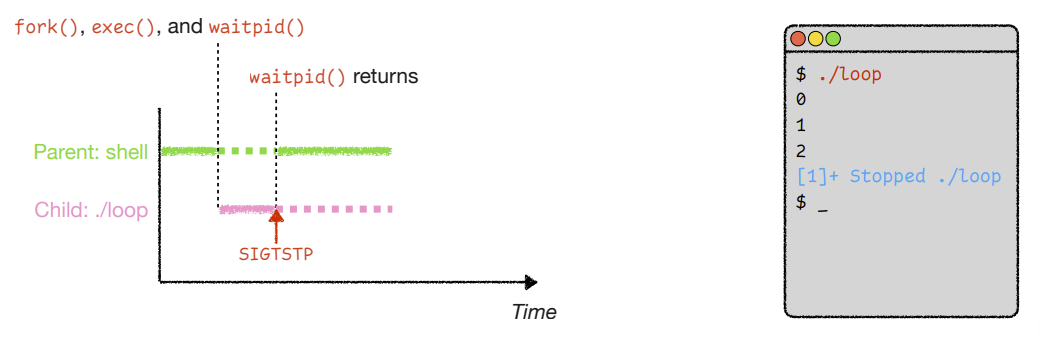 fork(), exec(), and waitpid()
waitpid() returns
Parent: shell
Child: ./loop
SIGTSTP
Time
$ ./loop
0
1
2
[1]+ Stopped ./loop
$ _